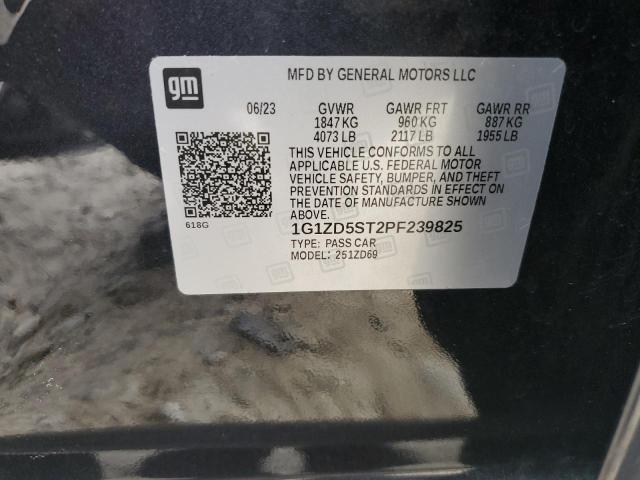 gm
MFD BY GENERAL MOTORS LLC
06/23 GVWR GAWR FRT GAWR RR
1847 KG 960 KG 887 KG
4073 LB 2117 LB 1955 LB
THIS VEHICLE CONFORMS TO ALL
APPLICABLE U.S. FEDERAL MOTOR
VEHICLE SAFETY, BUMPER, AND THEFT
PREVENTION STANDARDS IN EFFECT ON
THE DATE OF MANUFACTURE SHOWN
ABOVE.
618G
1G1ZD5ST2PF239825
TYPE: PASS CAR
MODEL: 251ZD69